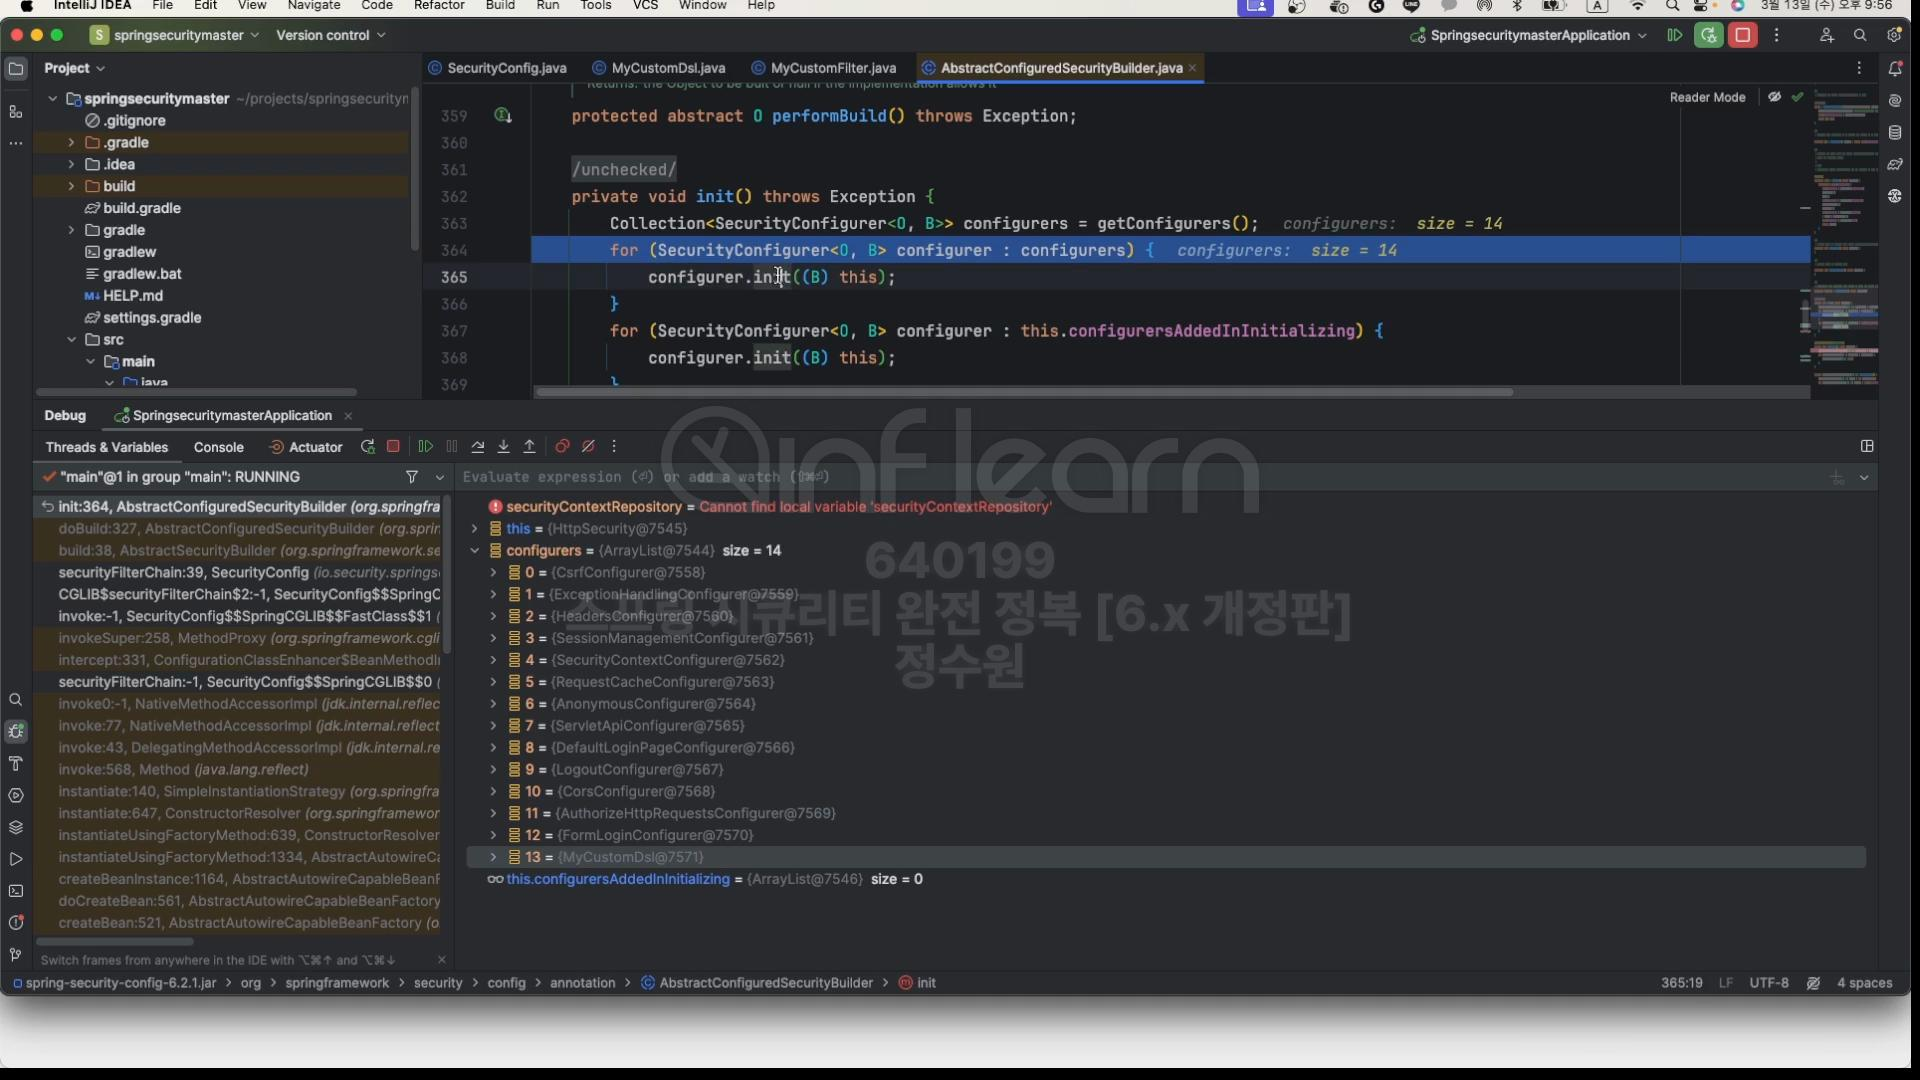 IntelliJ IDEA File Edit View Navigate Code Refactor Build Run Tools VCS Window Help 3월 13일 (수) 오후 9:56
S springsecuritymaster Version control SpringsecuritymasterApplication
Project
SecurityConfig.java MyCustomDsl.java MyCustomFilter.java AbstractConfiguredSecurityBuilder.java
springsecuritymaster ~/projects/springsecurityn
.gitignore
.gradle
.idea
build
build.gradle
gradle
gradlew
gradlew.bat
HELP.md
settings.gradle
src
main
java
Reader Mode
359 protected abstract O performBuild() throws Exception;
360
361 /unchecked/
362 private void init() throws Exception {
363 Collection<SecurityConfigurer<O, B>> configurers = getConfigurers(); configurers: size = 14
364 for (SecurityConfigurer<O, B> configurer : configurers) { configurers: size = 14
365 configurer.init((B) this);
366 }
367 for (SecurityConfigurer<O, B> configurer : this.configurersAddedInInitializing) {
368 configurer.init((B) this);
369 }
Debug SpringsecuritymasterApplication
Threads & Variables Console Actuator
"main"@1 in group "main": RUNNING
Evaluate expression (⏎) or add a watch (⇧⌘⏎)
init:364, AbstractConfiguredSecurityBuilder (org.springfra
doBuild:327, AbstractConfiguredSecurityBuilder (org.sprin
build:38, AbstractSecurityBuilder (org.springframework.se
securityFilterChain:39, SecurityConfig (io.security.springs
CGLIB$securityFilterChain$2:-1, SecurityConfig$$SpringC
invoke:-1, SecurityConfig$$SpringCGLIB$$FastClass$$1 (
invokeSuper:258, MethodProxy (org.springframework.cgli
intercept:331, ConfigurationClassEnhancer$BeanMethodI
securityFilterChain:-1, SecurityConfig$$SpringCGLIB$$0 (
invoke0:-1, NativeMethodAccessorImpl (jdk.internal.reflec
invoke:77, NativeMethodAccessorImpl (jdk.internal.reflect
invoke:43, DelegatingMethodAccessorImpl (jdk.internal.re
invoke:568, Method (java.lang.reflect)
instantiate:140, SimpleInstantiationStrategy (org.springfra
instantiate:647, ConstructorResolver (org.springframewor
instantiateUsingFactoryMethod:639, ConstructorResolver
instantiateUsingFactoryMethod:1334, AbstractAutowireCa
createBeanInstance:1164, AbstractAutowireCapableBeanF
doCreateBean:561, AbstractAutowireCapableBeanFactory
createBean:521, AbstractAutowireCapableBeanFactory (o
Switch frames from anywhere in the IDE with ⌥⌘↑ and ⌥⌘↓
securityContextRepository = Cannot find local variable 'securityContextRepository'
this = {HttpSecurity@7545}
configurers = {ArrayList@7544} size = 14
0 = {CsrfConfigurer@7558}
1 = {ExceptionHandlingConfigurer@7559}
2 = {HeadersConfigurer@7560}
3 = {SessionManagementConfigurer@7561}
4 = {SecurityContextConfigurer@7562}
5 = {RequestCacheConfigurer@7563}
6 = {AnonymousConfigurer@7564}
7 = {ServletApiConfigurer@7565}
8 = {DefaultLoginPageConfigurer@7566}
9 = {LogoutConfigurer@7567}
10 = {CorsConfigurer@7568}
11 = {AuthorizeHttpRequestsConfigurer@7569}
12 = {FormLoginConfigurer@7570}
13 = {MyCustomDsl@7571}
this.configurersAddedInInitializing = {ArrayList@7546} size = 0
inflearn
640199
스프링 시큐리티 완전 정복 [6.x 개정판]
정수원
spring-security-config-6.2.1.jar > org > springframework > security > config > annotation > AbstractConfiguredSecurityBuilder > init 365:19 LF UTF-8 4 spaces